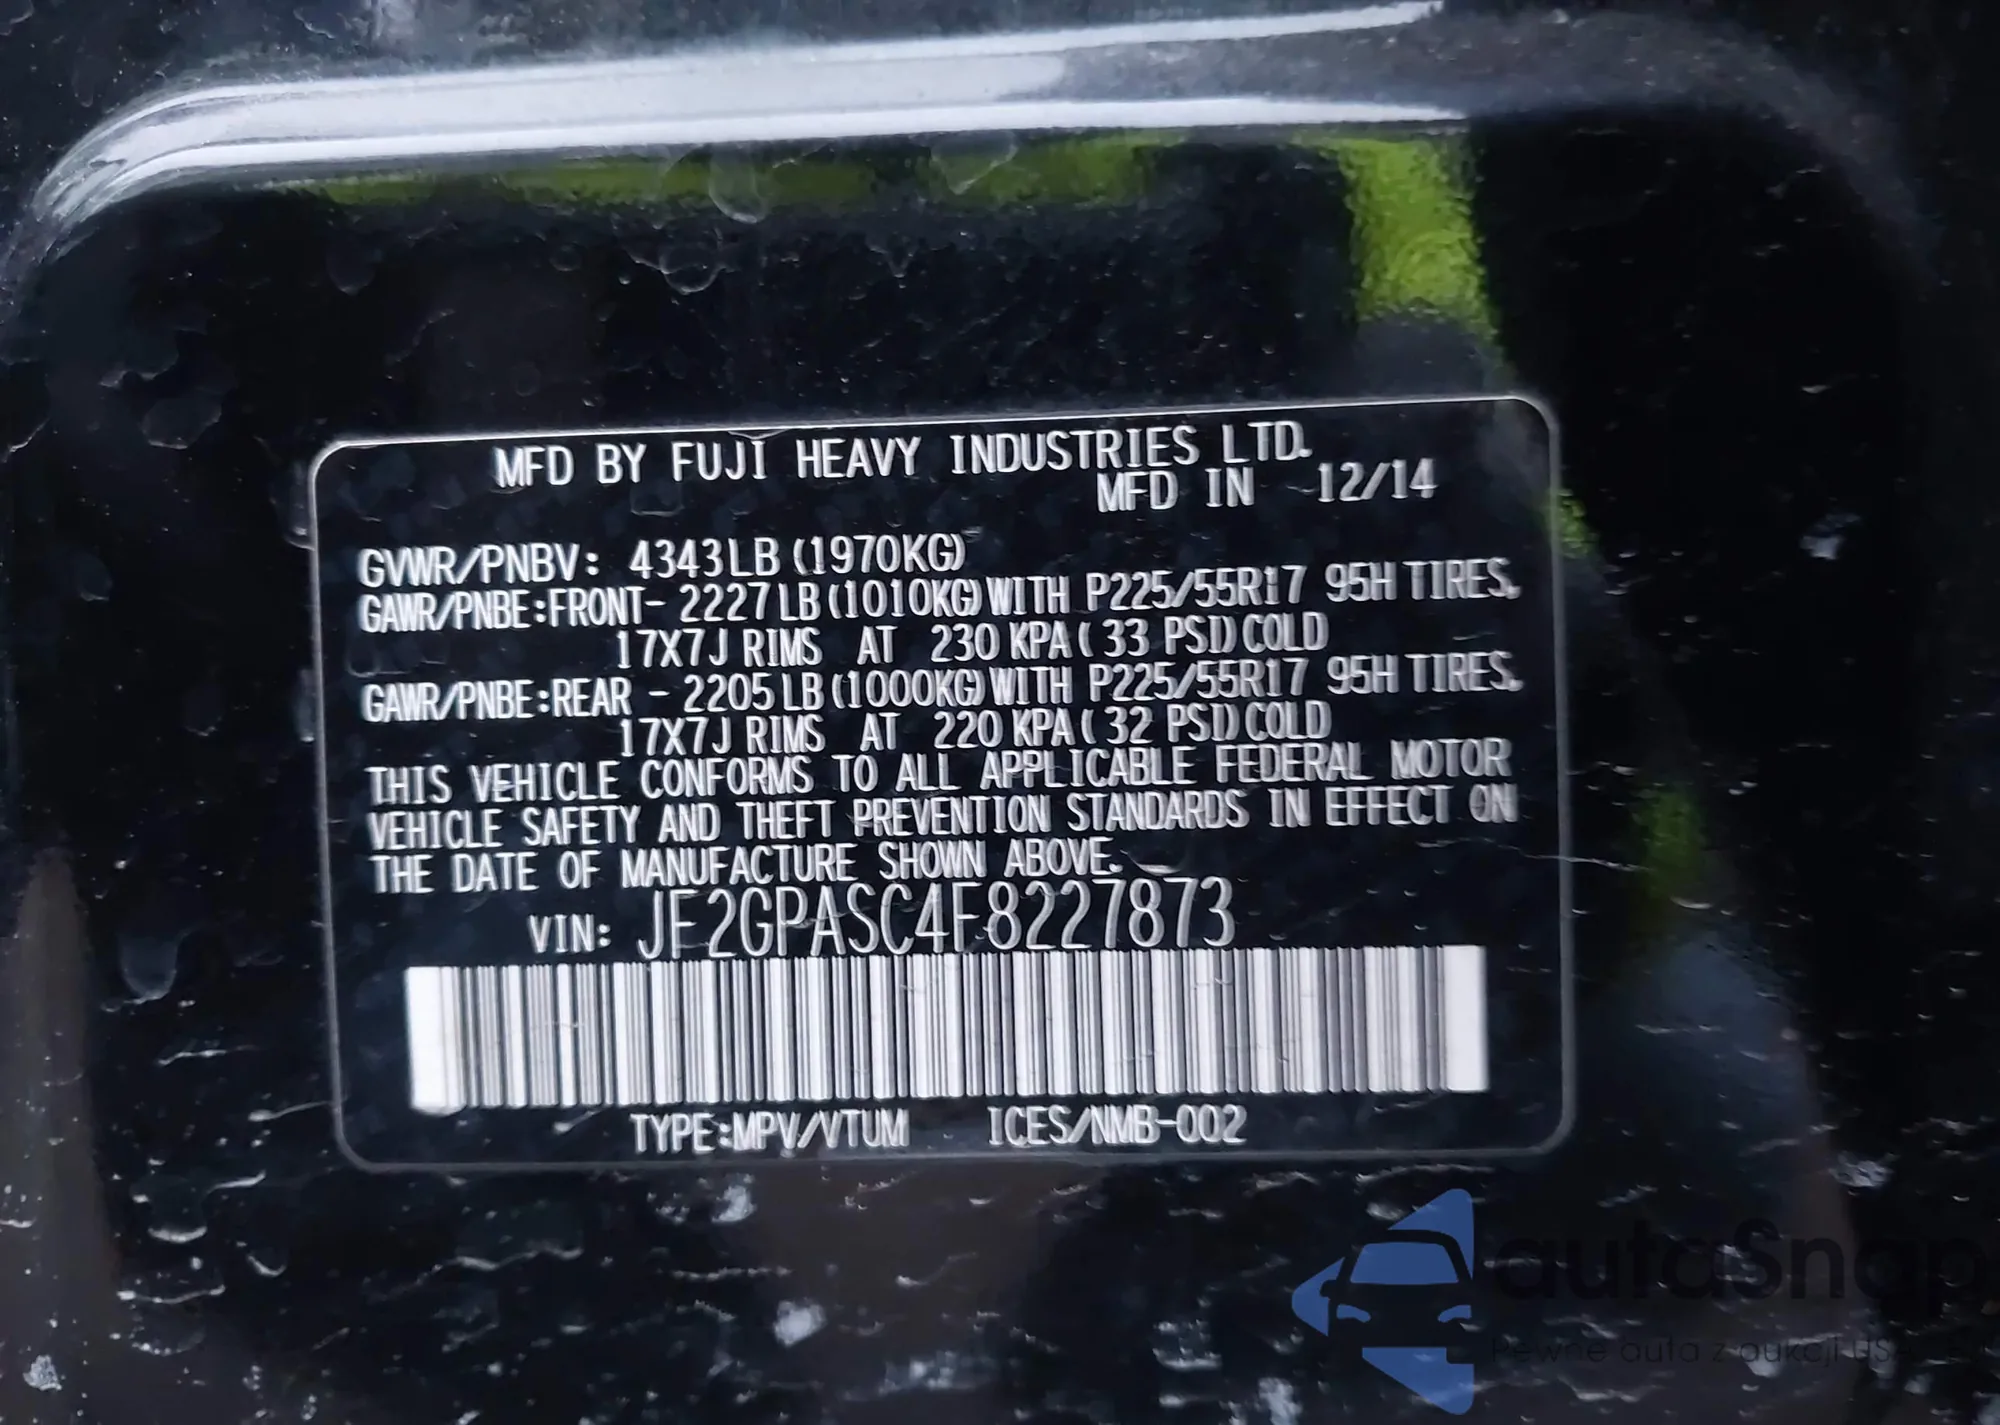 MFD BY FUJI HEAVY INDUSTRIES LTD.
MFD IN 12/14
GVWR/PNBV: 4343LB (1970KG)
GAWR/PNBE:FRONT- 2227LB (1010KG) WITH P225/55R17 95H TIRES.
17X7J RIMS AT 230 KPA ( 33 PSI) COLD
GAWR/PNBE:REAR - 2205LB (1000KG) WITH P225/55R17 95H TIRES.
17X7J RIMS AT 220 KPA ( 32 PSI) COLD
THIS VEHICLE CONFORMS TO ALL APPLICABLE FEDERAL MOTOR
VEHICLE SAFETY AND THEFT PREVENTION STANDARDS IN EFFECT ON
THE DATE OF MANUFACTURE SHOWN ABOVE.
VIN: JF2GPASC4F8227873
TYPE:MPV/VTUM ICES/NMB-002
autaSnap
Pewne auta z aukcji